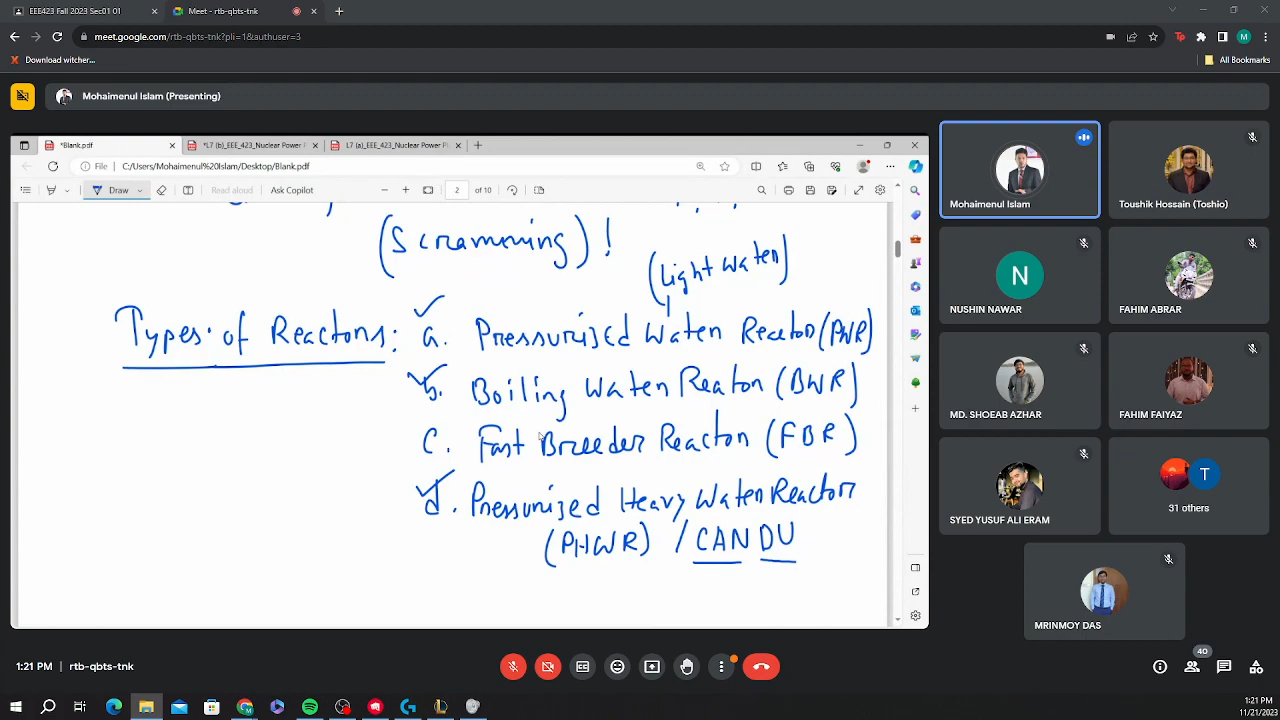 EEE423 Fall 2023 Sec01 01
Meet - rtb-qbts-tnk
meet.google.com/rtb-qbts-tnk?pli=1&authuser=3
Download witcher...
All Bookmarks
Mohaimenul Islam (Presenting)
*Blank.pdf
*L7 (b)_EEE_423_Nuclear Power P
L7 (a)_EEE_423_Nuclear Power Pl
File
C:/Users/Mohaimenul%20Islam/Desktop/Blank.pdf
Draw
Read aloud
Ask Copilot
2 of 10
(Scramming)!
(Light Water)
Types of Reactors:
a. Pressurized Water Reactor (PWR)
b. Boiling Water Reator (BWR)
c. Fast Breeder Reactor (FBR)
d. Pressurized Heavy Water Reactor
(PHWR) / CANDU
Mohaimenul Islam
Toushik Hossain (Toshio)
N
NUSHIN NAWAR
FAHIM ABRAR
MD. SHOEAB AZHAR
FAHIM FAIYAZ
SYED YUSUF ALI ERAM
T
31 others
MRINMOY DAS
1:21 PM | rtb-qbts-tnk
40
1:21 PM
11/21/2023